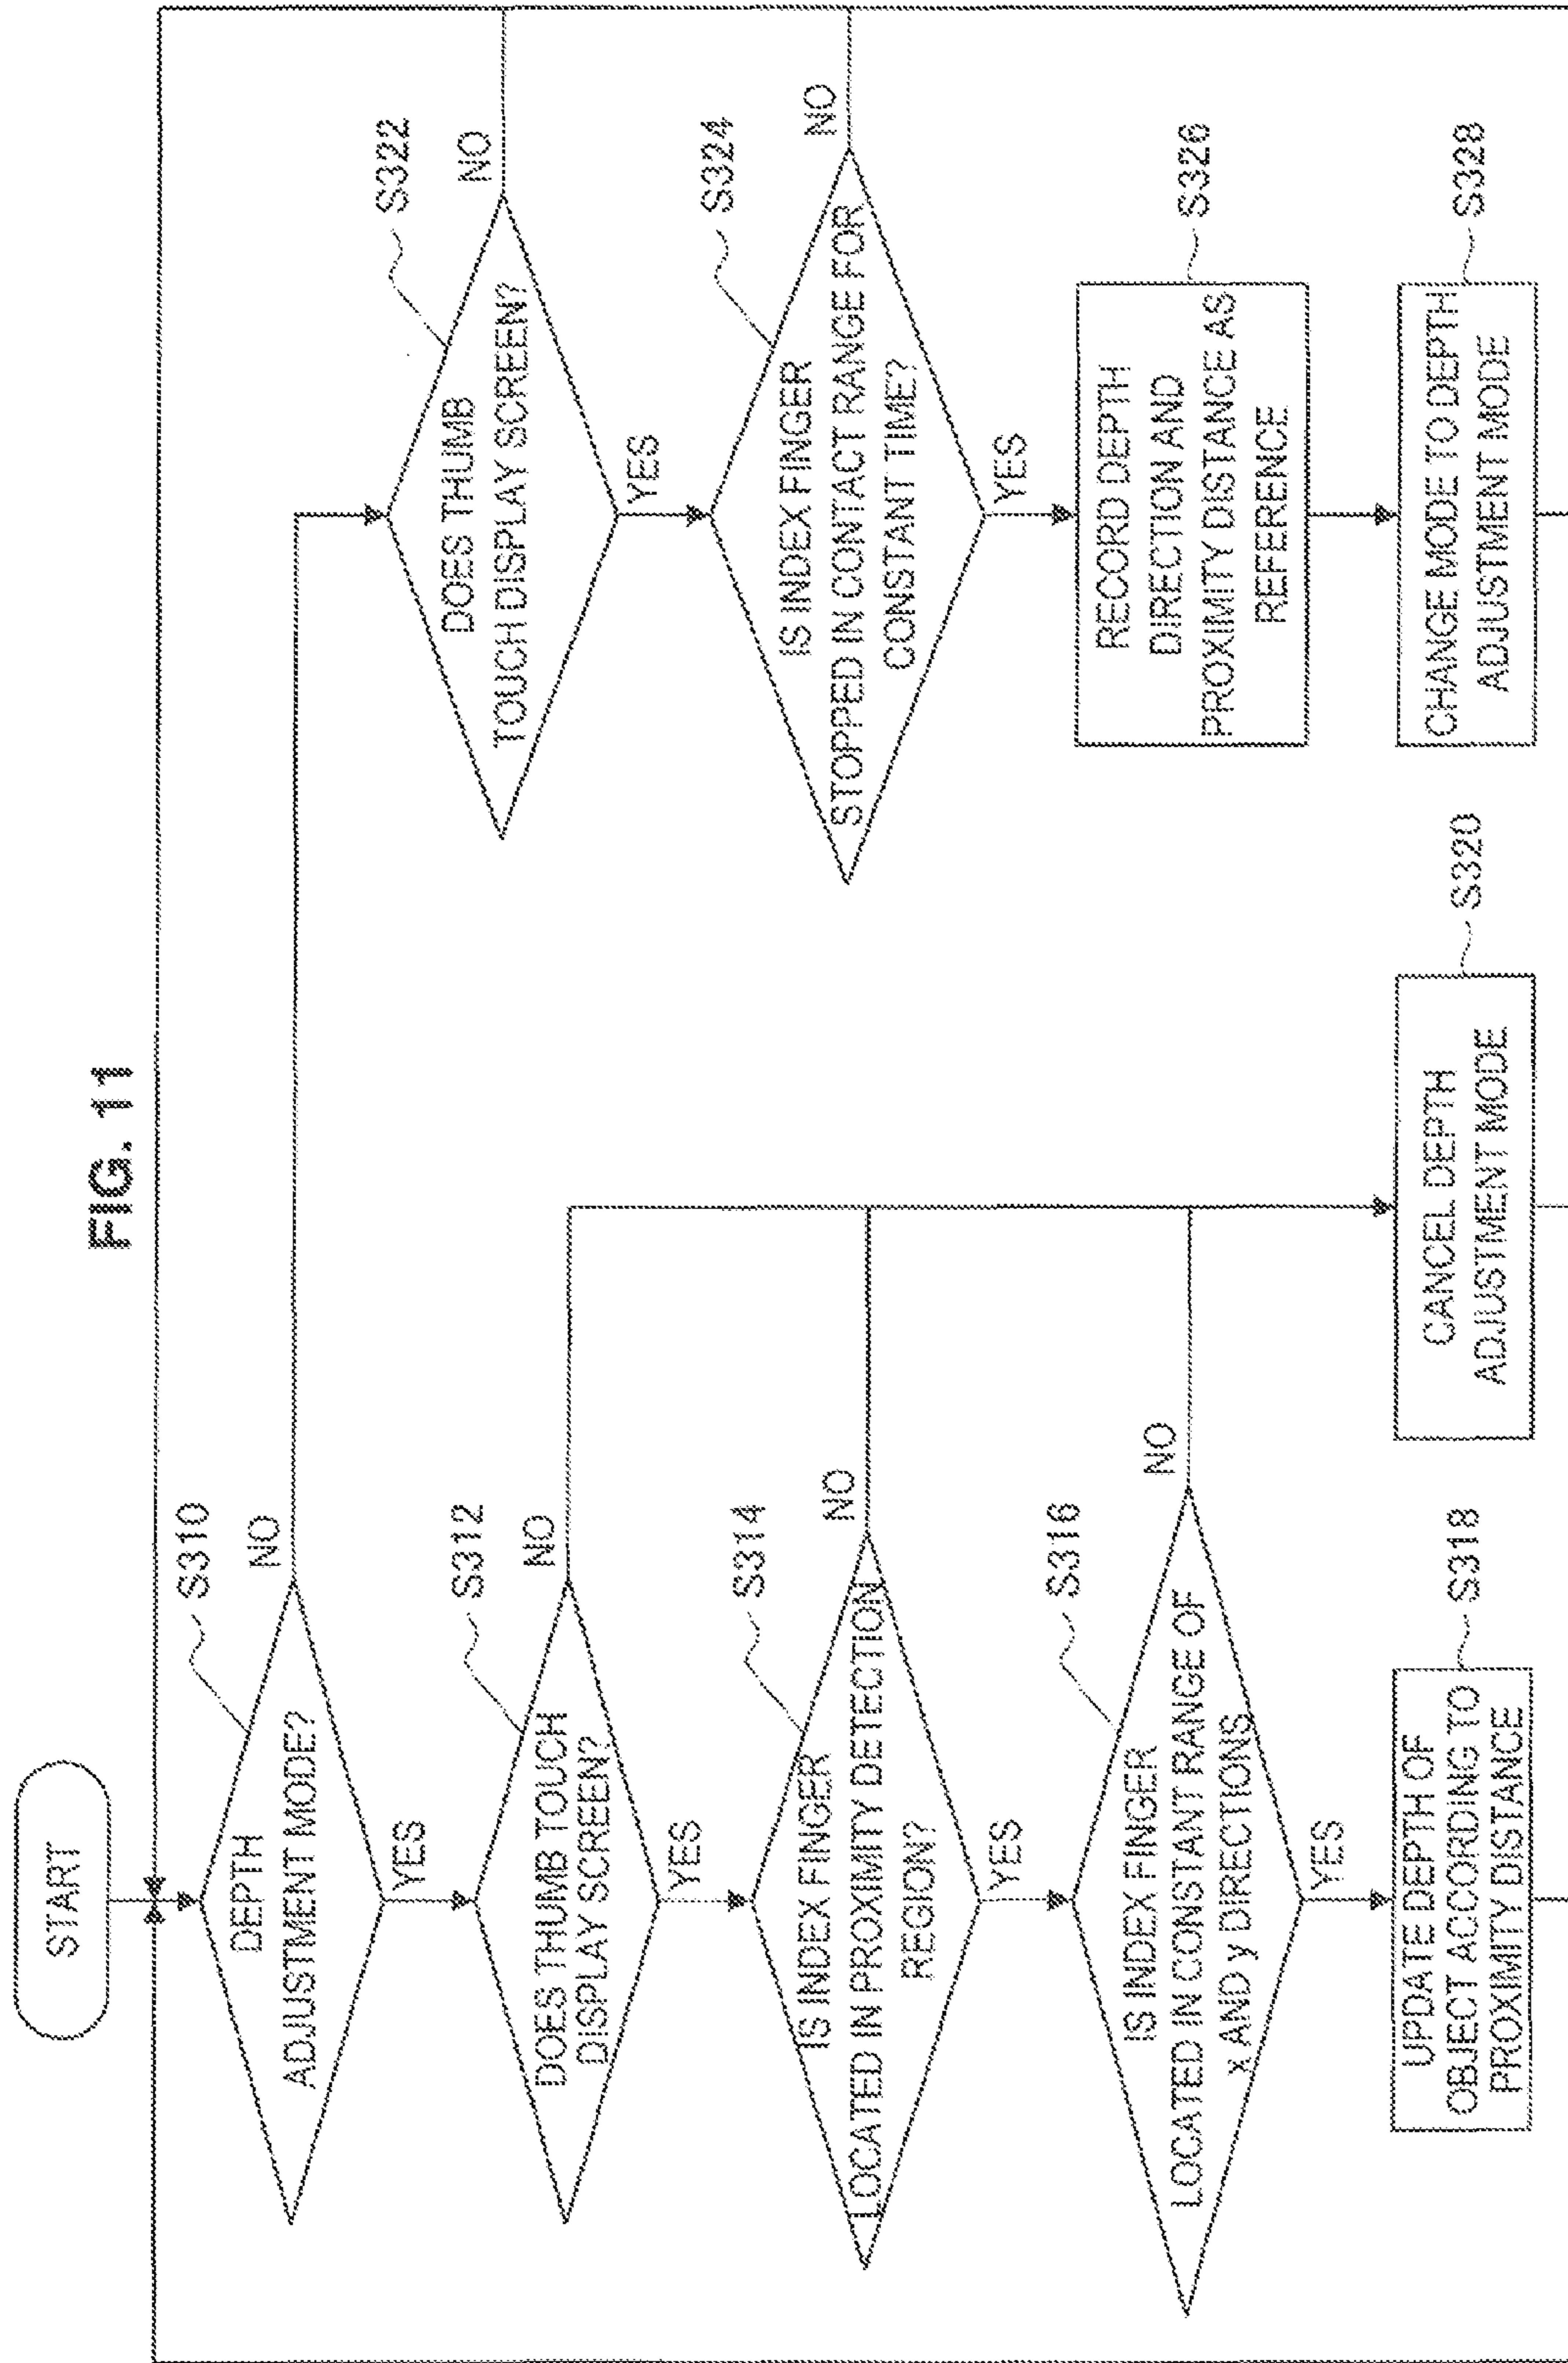 FIG. 11
START
S310
DEPTH
ADJUSTMENT MODE?
NO
YES
S312
DOES THUMB TOUCH
DISPLAY SCREEN?
NO
YES
S314
IS INDEX FINGER
LOCATED IN PROXIMITY DETECTION
REGION?
NO
YES
S316
IS INDEX FINGER
LOCATED IN CONSTANT RANGE OF
x AND y DIRECTIONS
NO
YES
S318
UPDATE DEPTH OF
OBJECT ACCORDING TO
PROXIMITY DISTANCE
S320
CANCEL DEPTH
ADJUSTMENT MODE
S322
DOES THUMB
TOUCH DISPLAY SCREEN?
NO
YES
S324
IS INDEX FINGER
STOPPED IN CONTACT RANGE FOR
CONSTANT TIME?
NO
YES
S326
RECORD DEPTH
DIRECTION AND
PROXIMITY DISTANCE AS
REFERENCE
S328
CHANGE MODE TO DEPTH
ADJUSTMENT MODE